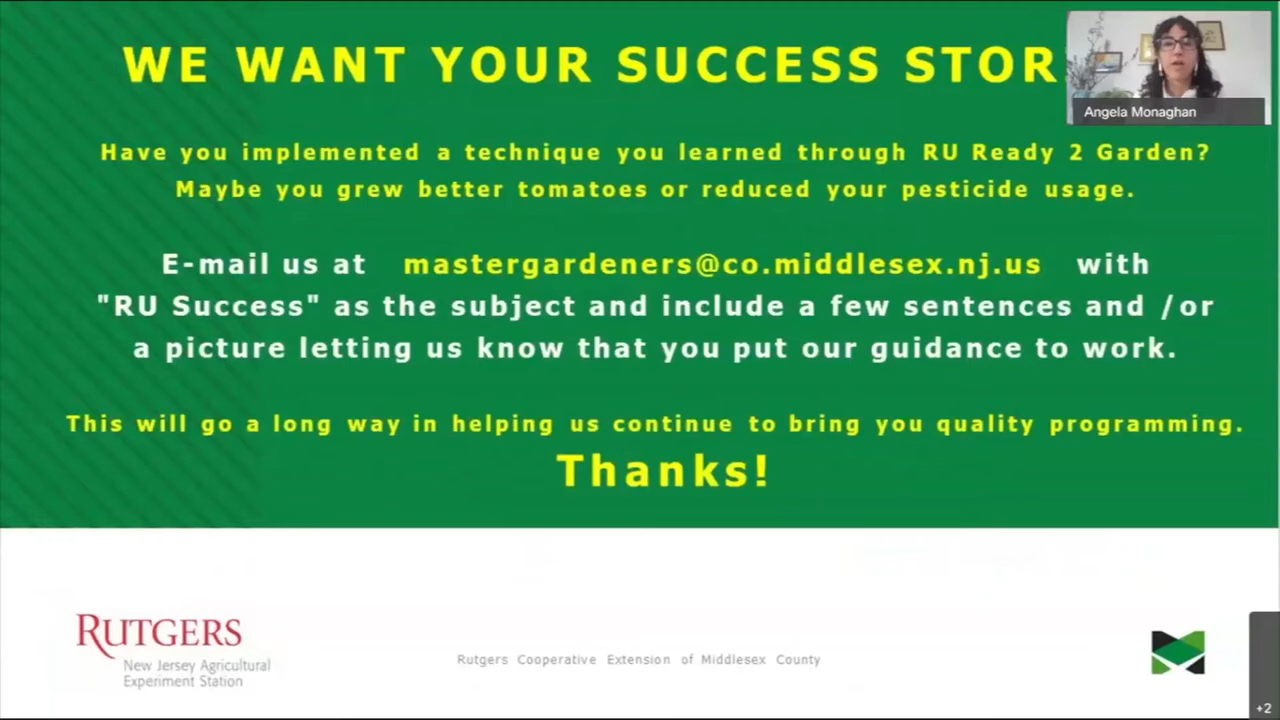 WE WANT YOUR SUCCESS STOR
Angela Monaghan
Have you implemented a technique you learned through RU Ready 2 Garden?
Maybe you grew better tomatoes or reduced your pesticide usage.
E-mail us at mastergardeners@co.middlesex.nj.us with
"RU Success" as the subject and include a few sentences and /or
a picture letting us know that you put our guidance to work.
This will go a long way in helping us continue to bring you quality programming.
Thanks!
RUTGERS
New Jersey Agricultural
Experiment Station
Rutgers Cooperative Extension of Middlesex County
+2